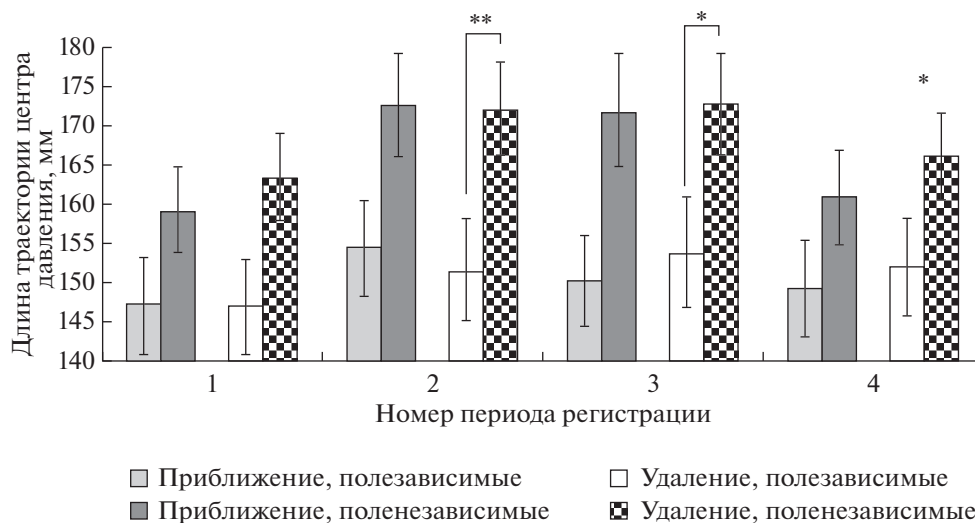 ** *
180
175
*
170
165
160
155
150
145
140
Длина траектории центра
давления, мм
1 2 3 4
Номер периода регистрации
Приближение, полезависимые
Удаление, полезависимые
Приближение, поленезависимые
Удаление, поленезависимые